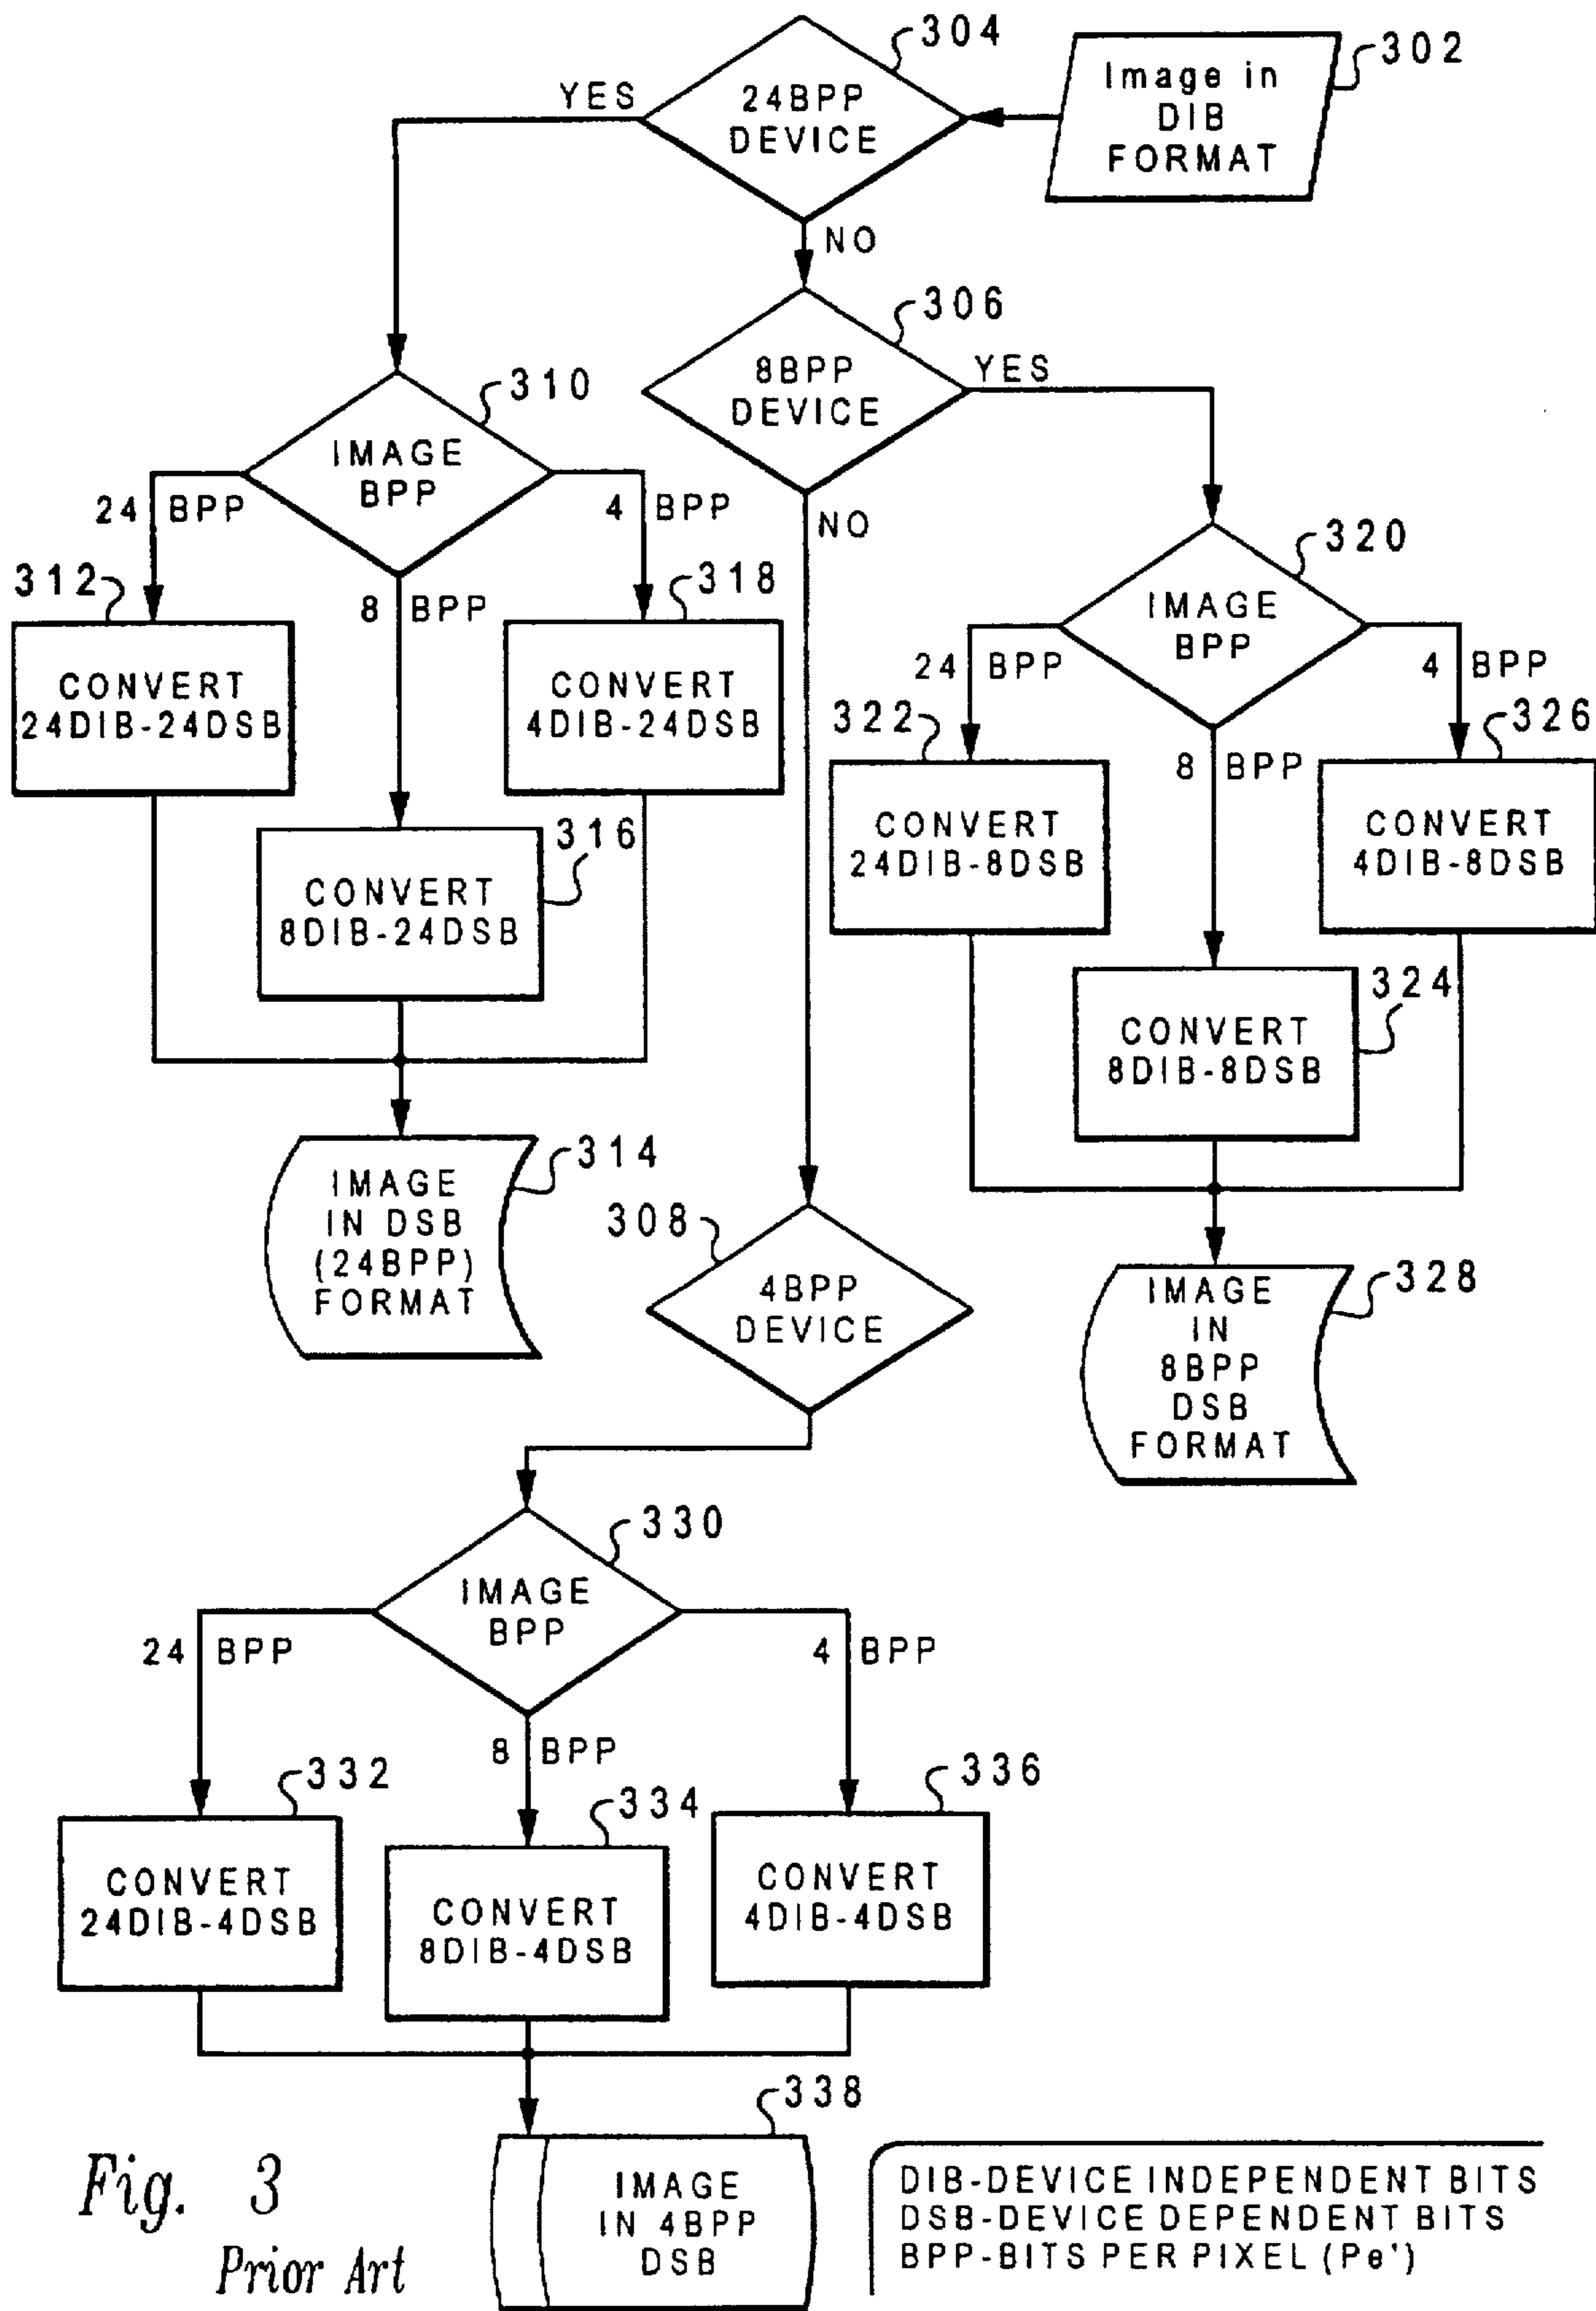 304
302
24BPP
DEVICE
Image in
DIB
FORMAT
YES
NO
306
8BPP
DEVICE
YES
NO
310
IMAGE
BPP
24 BPP
4 BPP
8 BPP
312
CONVERT
24DIB-24DSB
318
CONVERT
4DIB-24DSB
316
CONVERT
8DIB-24DSB
314
IMAGE
IN DSB
(24BPP)
FORMAT
320
IMAGE
BPP
24 BPP
4 BPP
8 BPP
322
CONVERT
24DIB-8DSB
326
CONVERT
4DIB-8DSB
324
CONVERT
8DIB-8DSB
328
IMAGE
IN
8BPP
DSB
FORMAT
308
4BPP
DEVICE
330
IMAGE
BPP
24 BPP
4 BPP
8 BPP
332
CONVERT
24DIB-4DSB
334
CONVERT
8DIB-4DSB
336
CONVERT
4DIB-4DSB
338
IMAGE
IN 4BPP
DSB
Fig. 3
Prior Art
DIB-DEVICE INDEPENDENT BITS
DSB-DEVICE DEPENDENT BITS
BPP-BITS PER PIXEL (Pe')